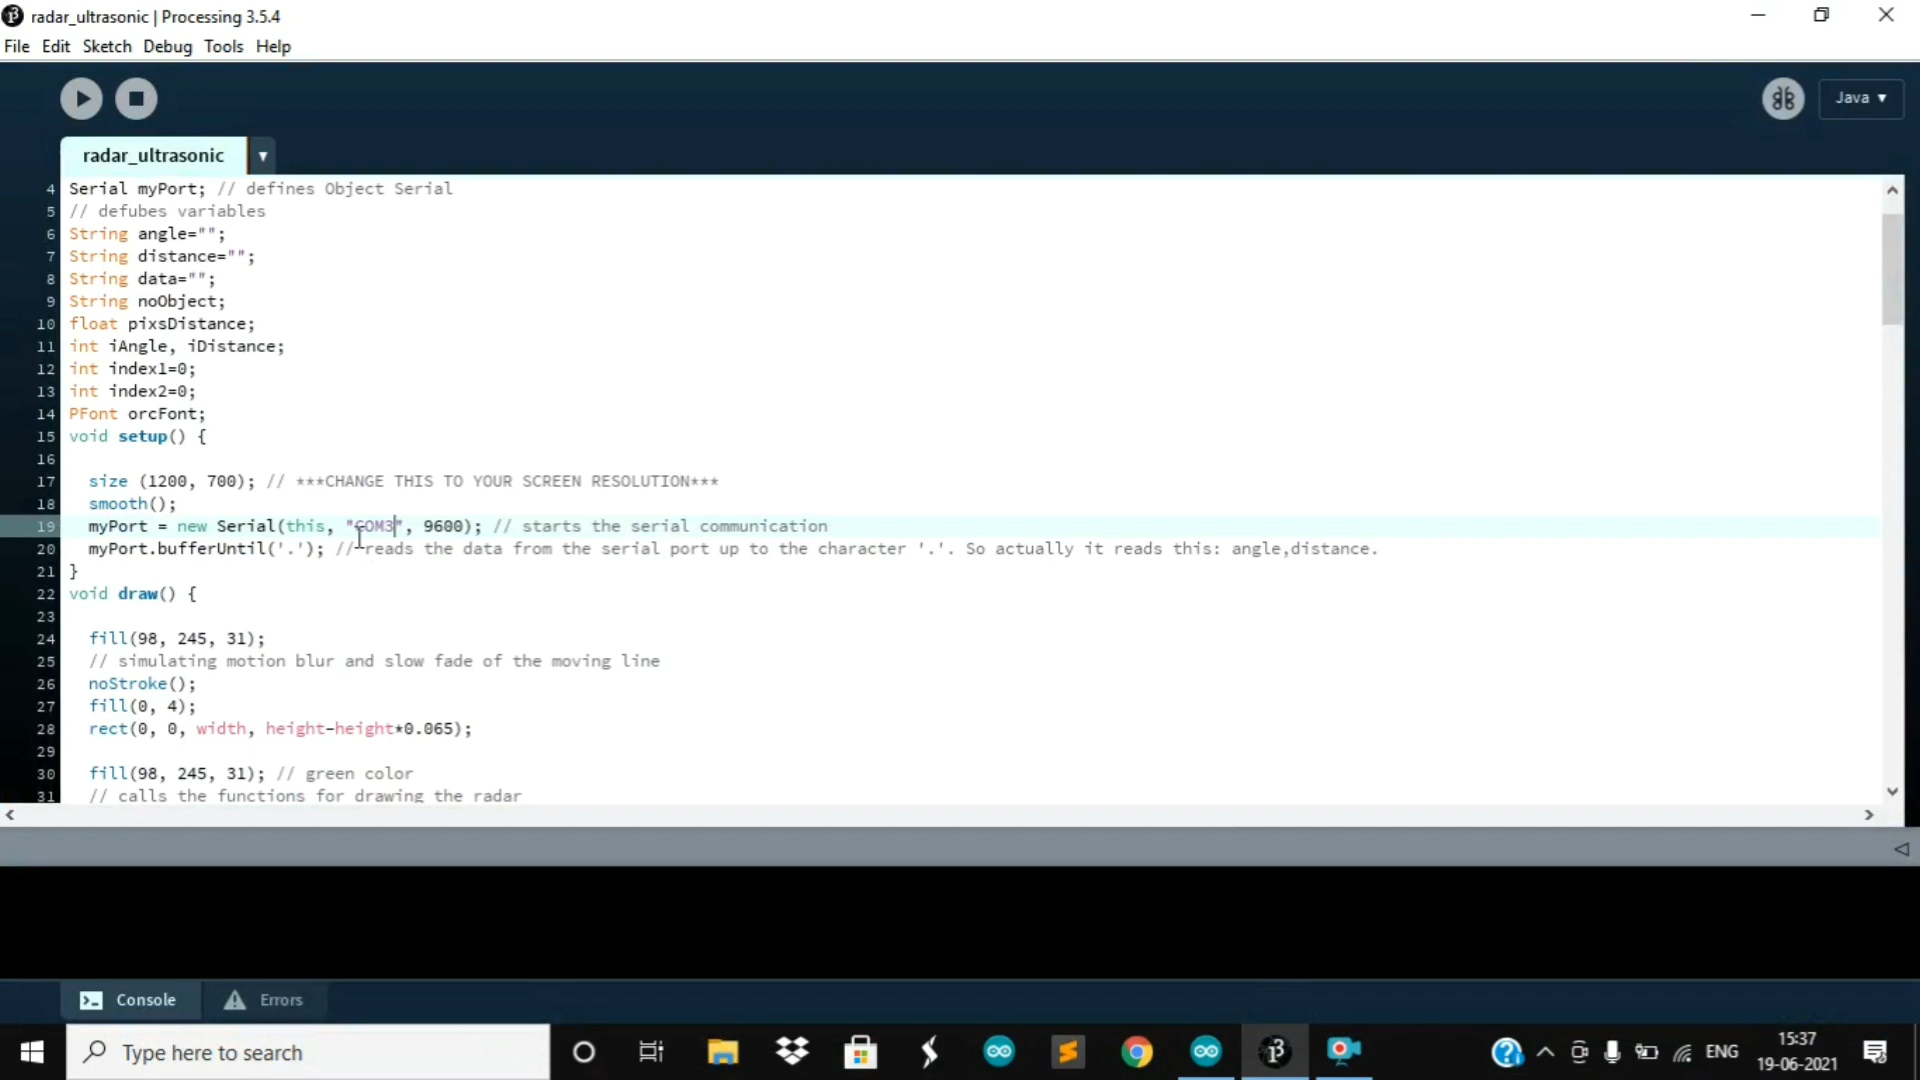 radar_ultrasonic | Processing 3.5.4
File Edit Sketch Debug Tools Help
Java ▾
radar_ultrasonic ▾
4 Serial myPort; // defines Object Serial
5 // defubes variables
6 String angle="";
7 String distance="";
8 String data="";
9 String noObject;
10 float pixsDistance;
11 int iAngle, iDistance;
12 int index1=0;
13 int index2=0;
14 PFont orcFont;
15 void setup() {
16
17 size (1200, 700); // ***CHANGE THIS TO YOUR SCREEN RESOLUTION***
18 smooth();
19 myPort = new Serial(this, "COM3", 9600); // starts the serial communication
20 myPort.bufferUntil('.'); // reads the data from the serial port up to the character '.'. So actually it reads this: angle,distance.
21 }
22 void draw() {
23
24 fill(98, 245, 31);
25 // simulating motion blur and slow fade of the moving line
26 noStroke();
27 fill(0, 4);
28 rect(0, 0, width, height-height*0.065);
29
30 fill(98, 245, 31); // green color
31 // calls the functions for drawing the radar
Console Errors
Type here to search
ENG
15:37
19-06-2021